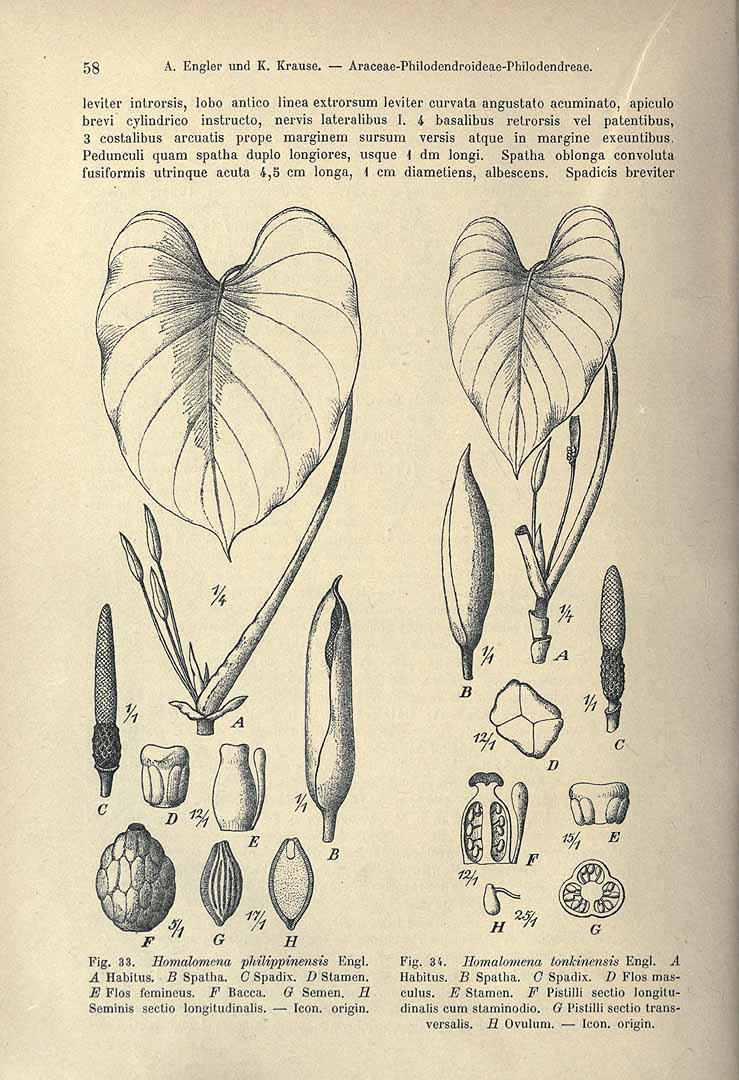 58
A. Engler und K. Krause. — Araceae-Philodendroideae-Philodendreae.
leviter introrsis, lobo antico linea extrorsum leviter curvata angustato acuminato, apiculo
brevi cylindrico instructo, nervis lateralibus I. 4 basalibus retrorsis vel patentibus,
3 costalibus arcuatis prope marginem sursum versis atque in margine exeuntibus.
Pedunculi quam spatha duplo longiores, usque 1 dm longi. Spatha oblonga convoluta
fusiformis utrinque acuta 4,5 cm longa, 1 cm diametiens, albescens. Spadicis breviter
1/4
1/4
A
1/1
B
A
1/1
C
1/1
12/1
D
C
D
12/1
E
1/1
B
15/1
E
F
12/1
F
5/1
G
17/1
H
H
25/1
G
Fig. 33. Homalomena philippinensis Engl.
A Habitus. B Spatha. C Spadix. D Stamen.
E Flos femineus. F Bacca. G Semen. H
Seminis sectio longitudinalis. — Icon. origin.
Fig. 34. Homalomena tonkinensis Engl. A
Habitus. B Spatha. C Spadix. D Flos mas-
culus. E Stamen. F Pistilli sectio longitu-
dinalis cum staminodio. G Pistilli sectio trans-
versalis. H Ovulum. — Icon. origin.